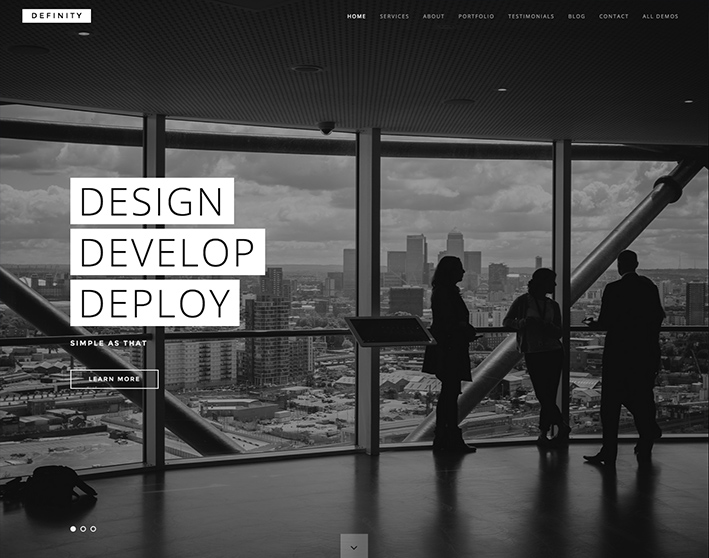 DEFINITY
HOME SERVICES ABOUT PORTFOLIO TESTIMONIALS BLOG CONTACT ALL DEMOS
DESIGN
DEVELOP
DEPLOY
SIMPLE AS THAT
LEARN MORE